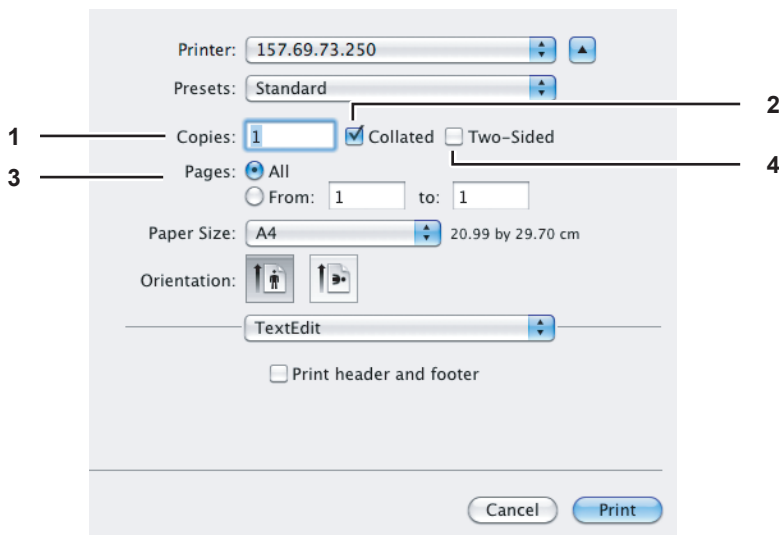 Printer: 157.69.73.250
Presets: Standard
2
1 Copies: 1 Collated Two-Sided
4
3 Pages: All
From: 1 to: 1
Paper Size: A4 20.99 by 29.70 cm
Orientation:
TextEdit
Print header and footer
Cancel Print